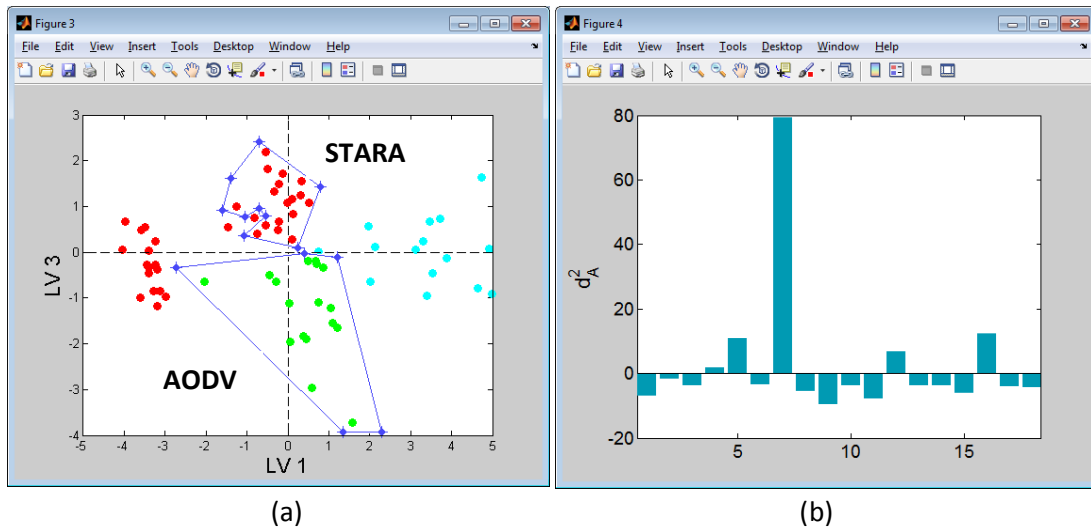 Figure 3
File Edit View Insert Tools Desktop Window Help
3
2
1
0
-1
-2
-3
-4
-5 -4 -3 -2 -1 0 1 2 3 4 5
LV 3
LV 1
STARA
AODV
(a)
Figure 4
File Edit View Insert Tools Desktop Window Help
80
60
40
20
0
-20
5 10 15
d²A
(b)